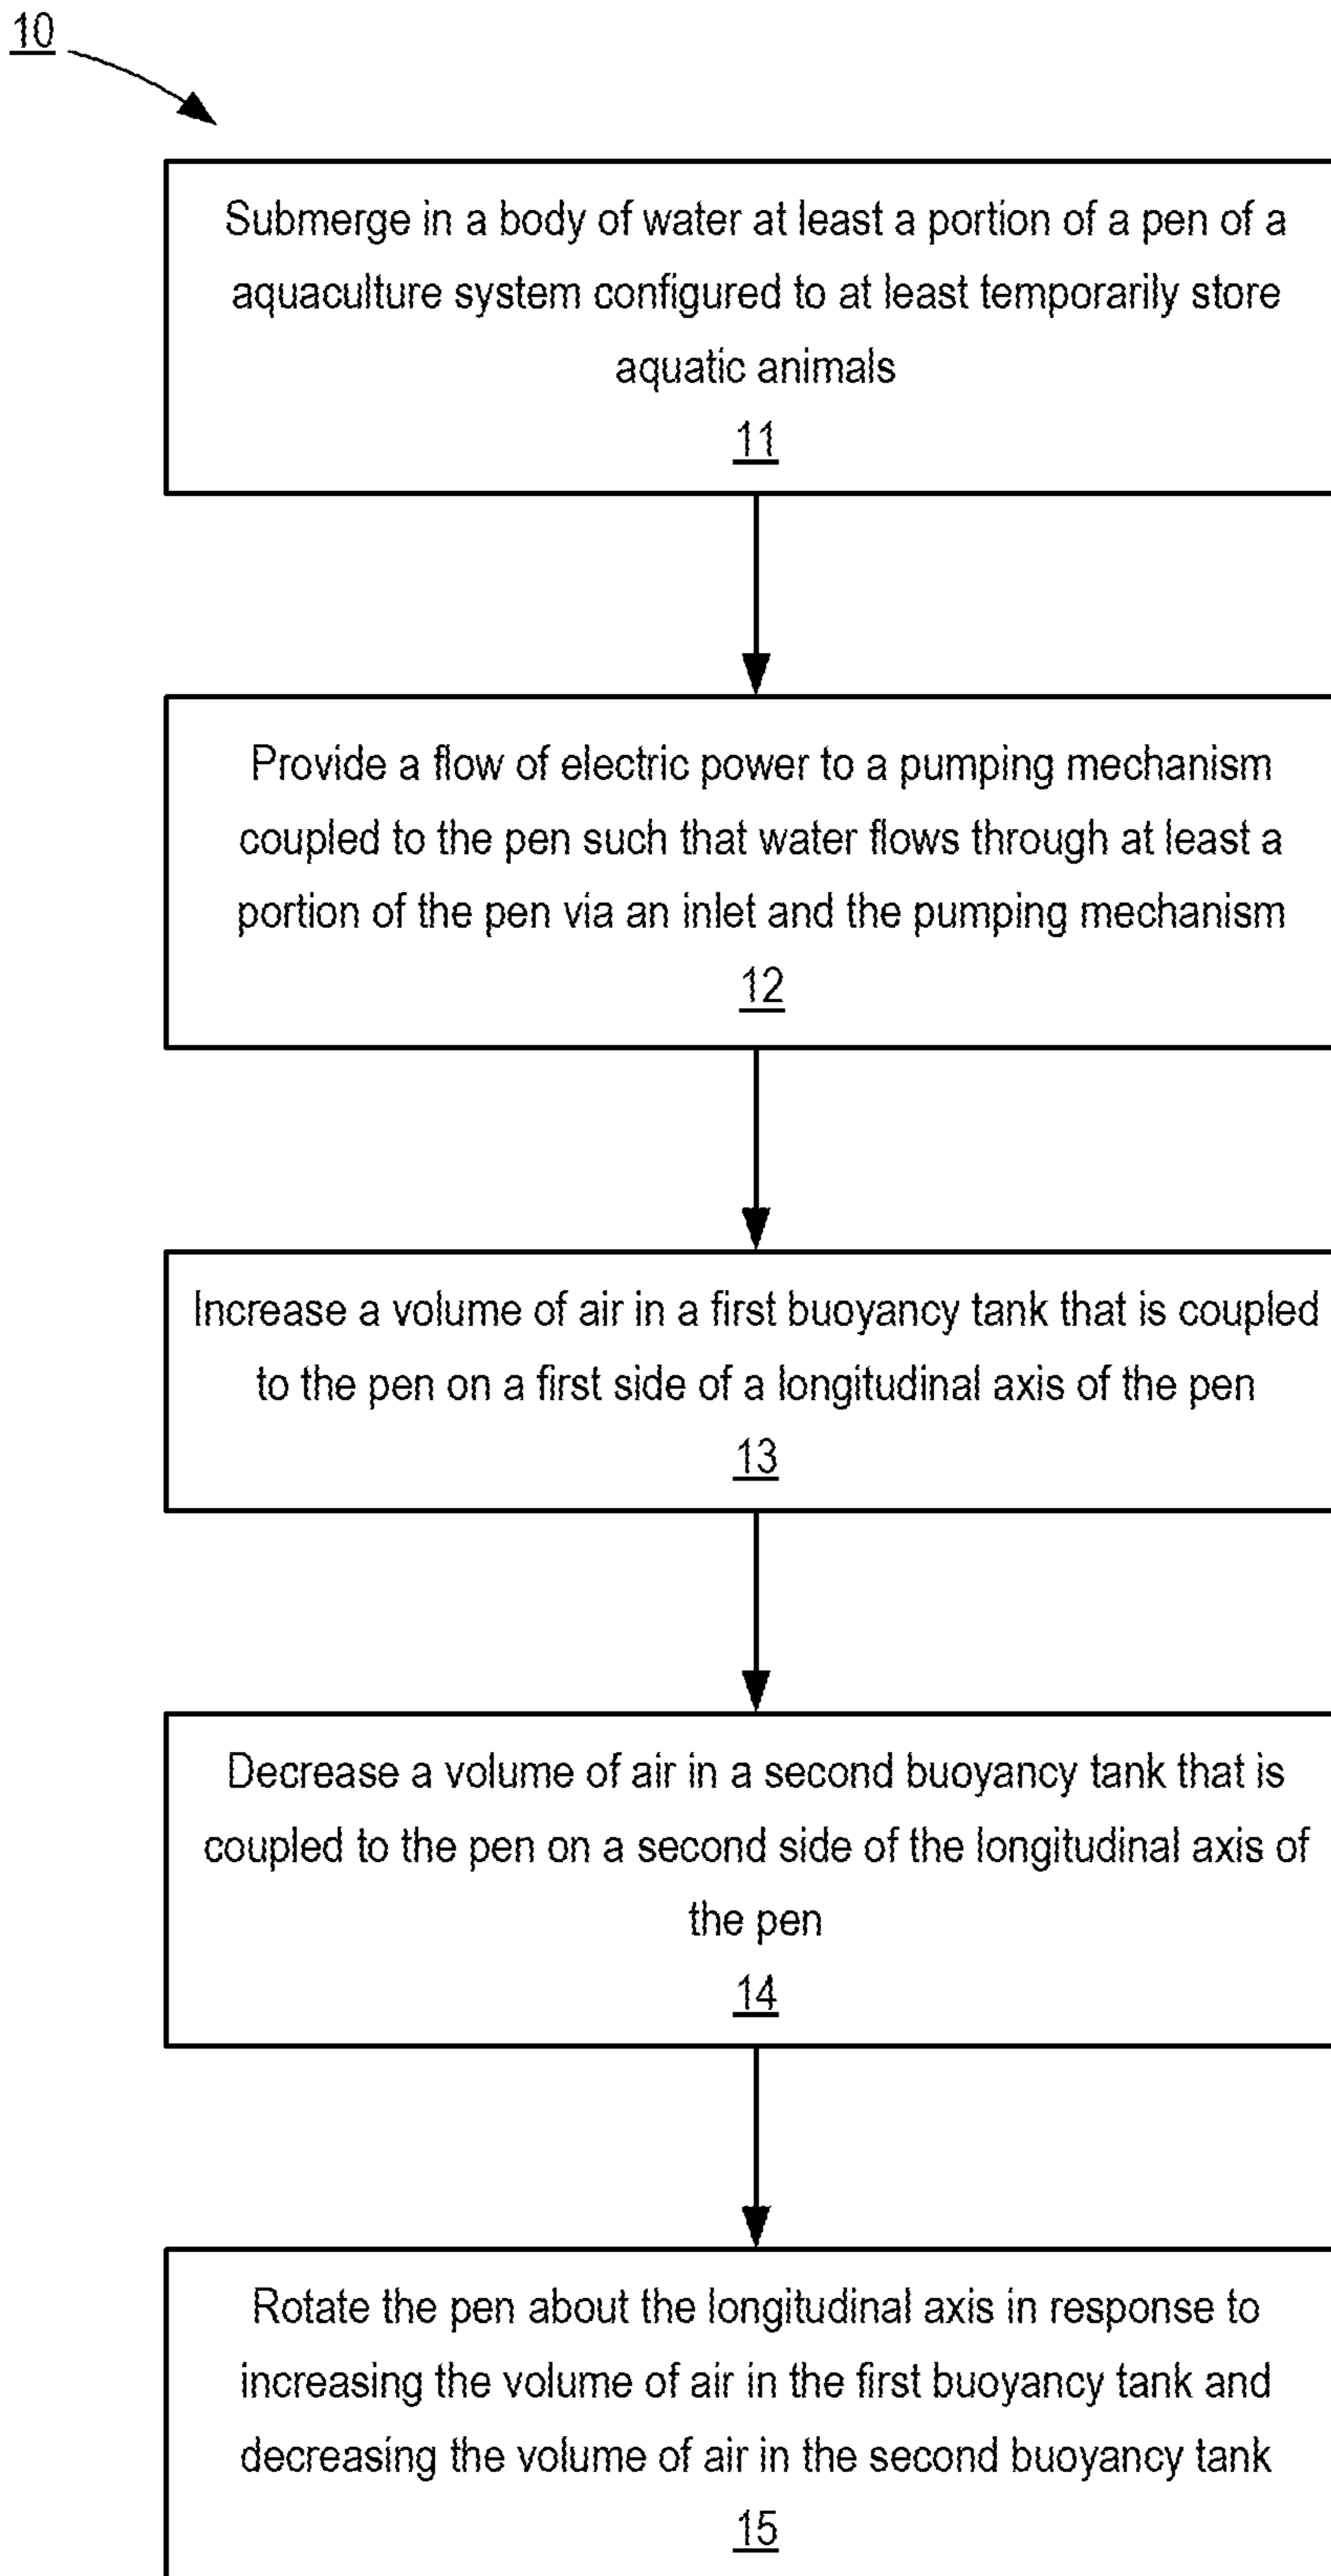 10
Submerge in a body of water at least a portion of a pen of a
aquaculture system configured to at least temporarily store
aquatic animals
11
Provide a flow of electric power to a pumping mechanism
coupled to the pen such that water flows through at least a
portion of the pen via an inlet and the pumping mechanism
12
Increase a volume of air in a first buoyancy tank that is coupled
to the pen on a first side of a longitudinal axis of the pen
13
Decrease a volume of air in a second buoyancy tank that is
coupled to the pen on a second side of the longitudinal axis of
the pen
14
Rotate the pen about the longitudinal axis in response to
increasing the volume of air in the first buoyancy tank and
decreasing the volume of air in the second buoyancy tank
15